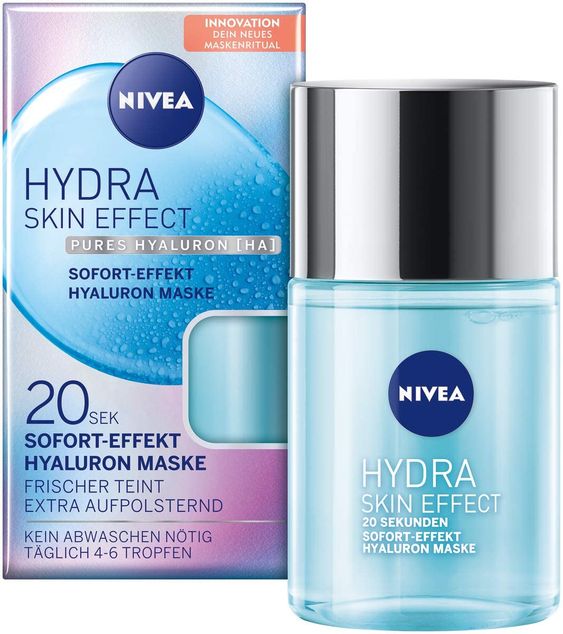 INNOVATION
DEIN NEUES
MASKENRITUAL
NIVEA
HYDRA
SKIN EFFECT
PURES HYALURON [HA]
SOFORT-EFFEKT
HYALURON MASKE
20 SEK
SOFORT-EFFEKT
HYALURON MASKE
FRISCHER TEINT
EXTRA AUFPOLSTERND
KEIN ABWASCHEN NÖTIG
TÄGLICH 4-6 TROPFEN
NIVEA
HYDRA
SKIN EFFECT
20 SEKUNDEN
SOFORT-EFFEKT
HYALURON MASKE